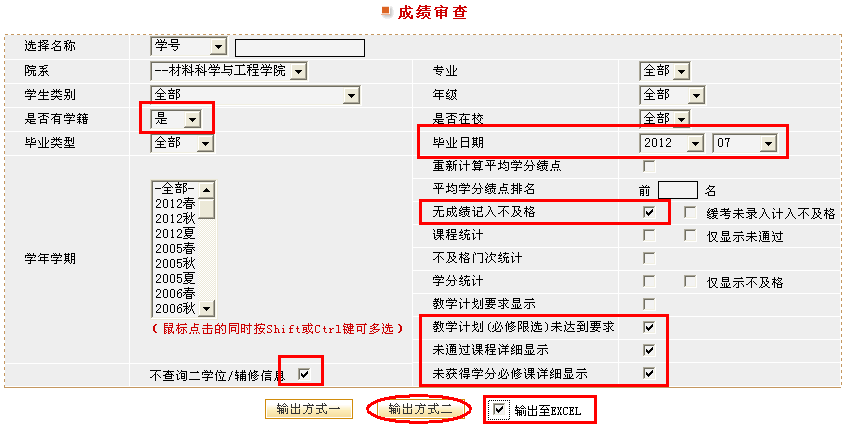 成绩审查
选择名称 学号
院系 --材料科学与工程学院 专业 全部
学生类别 全部 年级 全部
是否有学籍 是 是否在校 全部
毕业类型 全部 毕业日期 2012 07
重新计算平均学分绩点
平均学分绩点排名 前 名
无成绩记入不及格 缓考未录入计入不及格
课程统计 仅显示未通过
不及格门次统计
学分统计 仅显示不及格
教学计划要求显示
教学计划(必修限选)未达到要求
未通过课程详细显示
未获得学分必修课详细显示
学年学期
-全部-
2012春
2012秋
2012夏
2005春
2005秋
2005夏
2006春
2006秋
(鼠标点击的同时按Shift或Ctrl键可多选)
不查询二学位/辅修信息
输出方式一 输出方式二 输出至EXCEL